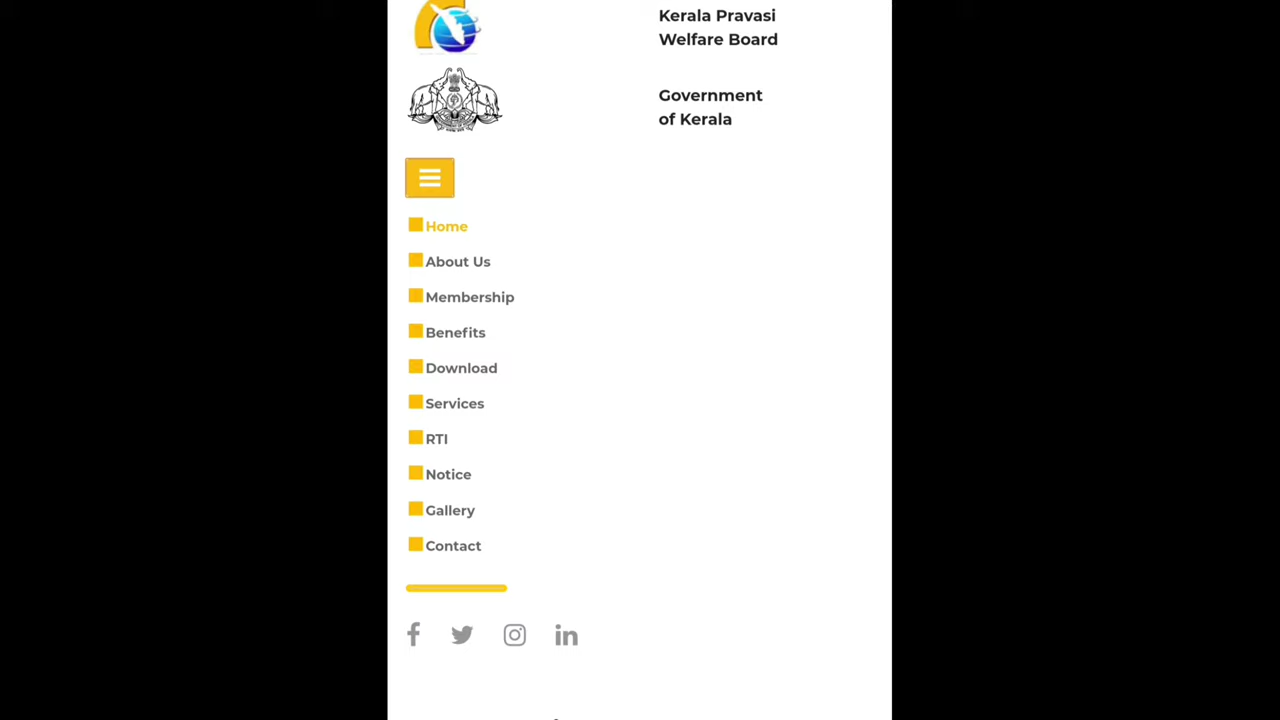 Kerala Pravasi
Welfare Board
Government
of Kerala
Home
About Us
Membership
Benefits
Download
Services
RTI
Notice
Gallery
Contact